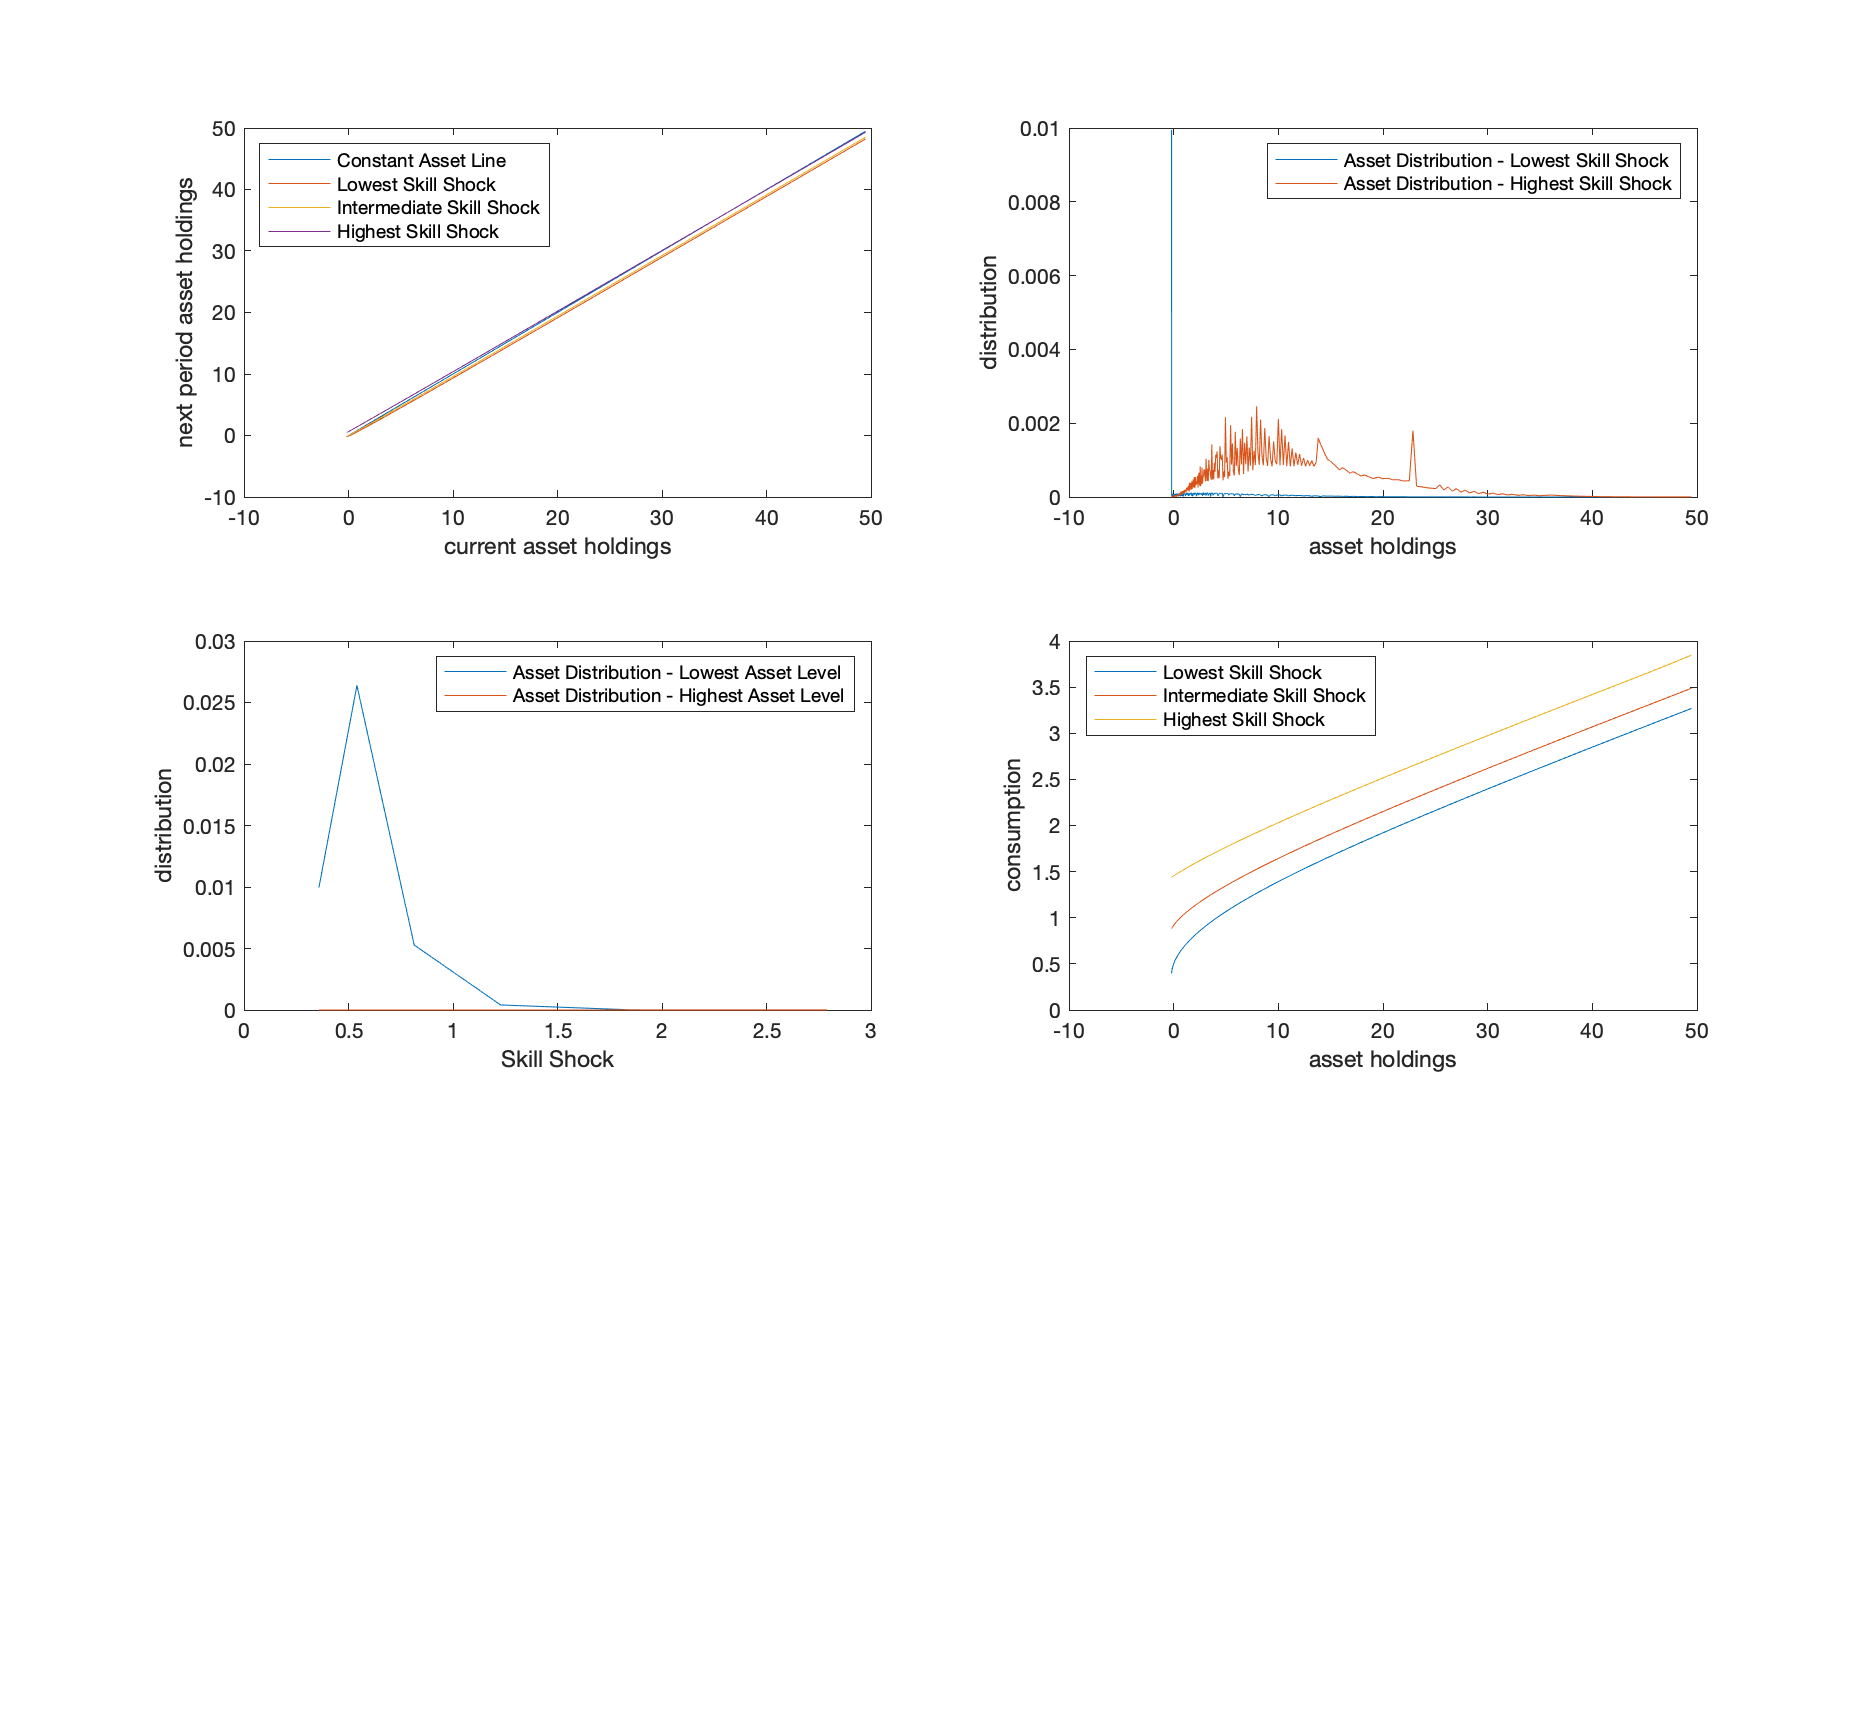 50
40
30
20
10
0
-10
-10 0 10 20 30 40 50
next period asset holdings
current asset holdings
Constant Asset Line
Lowest Skill Shock
Intermediate Skill Shock
Highest Skill Shock
0.01
0.008
0.006
0.004
0.002
0
-10 0 10 20 30 40 50
distribution
asset holdings
Asset Distribution - Lowest Skill Shock
Asset Distribution - Highest Skill Shock
0.03
0.025
0.02
0.015
0.01
0.005
0
0 0.5 1 1.5 2 2.5 3
distribution
Skill Shock
Asset Distribution - Lowest Asset Level
Asset Distribution - Highest Asset Level
4
3.5
3
2.5
2
1.5
1
0.5
0
-10 0 10 20 30 40 50
consumption
asset holdings
Lowest Skill Shock
Intermediate Skill Shock
Highest Skill Shock